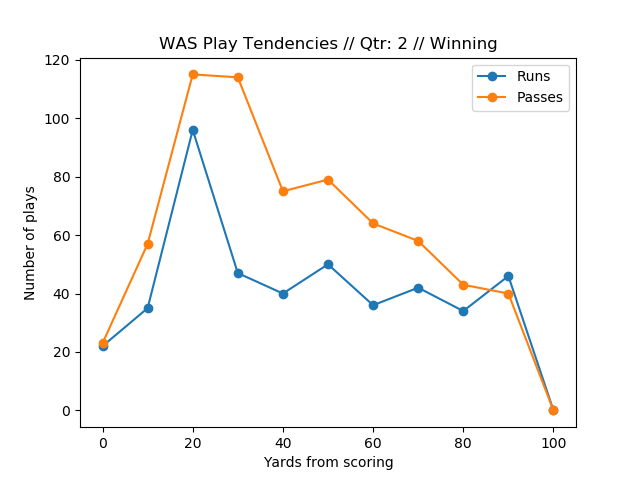 WAS Play Tendencies // Qtr: 2 // Winning
Runs
Passes
Number of plays
120
100
80
60
40
20
0
0 20 40 60 80 100
Yards from scoring